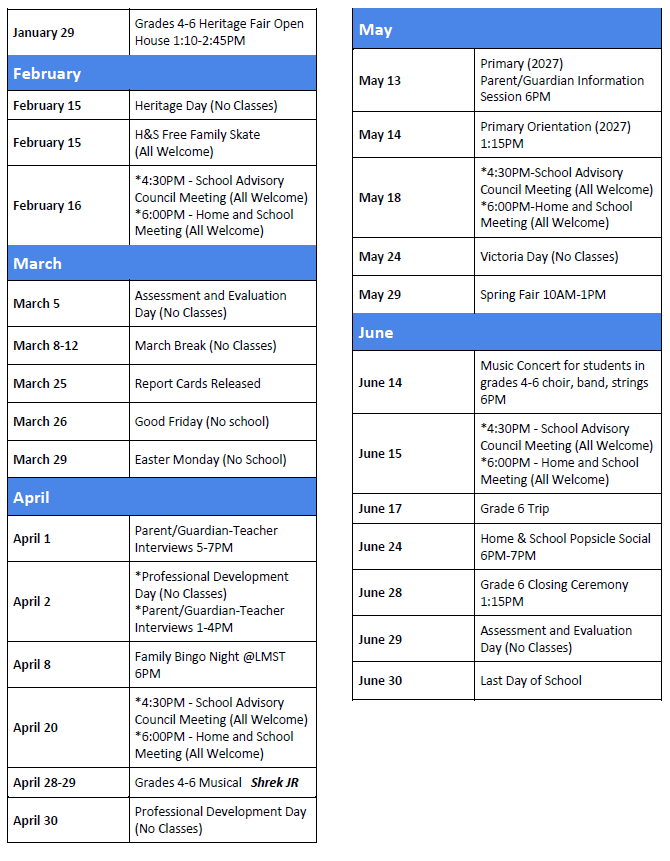 January 29
Grades 4-6 Heritage Fair Open
House 1:10-2:45PM
February
February 15
Heritage Day (No Classes)
February 15
H&S Free Family Skate
(All Welcome)
February 16
*4:30PM - School Advisory
Council Meeting (All Welcome)
*6:00PM - Home and School
Meeting (All Welcome)
March
March 5
Assessment and Evaluation
Day (No Classes)
March 8-12
March Break (No Classes)
March 25
Report Cards Released
March 26
Good Friday (No school)
March 29
Easter Monday (No School)
April
April 1
Parent/Guardian-Teacher
Interviews 5-7PM
April 2
*Professional Development
Day (No Classes)
*Parent/Guardian-Teacher
Interviews 1-4PM
April 8
Family Bingo Night @LMST
6PM
April 20
*4:30PM - School Advisory
Council Meeting (All Welcome)
*6:00PM - Home and School
Meeting (All Welcome)
April 28-29
Grades 4-6 Musical Shrek JR
April 30
Professional Development Day
(No Classes)
May
May 13
Primary (2027)
Parent/Guardian Information
Session 6PM
May 14
Primary Orientation (2027)
1:15PM
May 18
*4:30PM-School Advisory
Council Meeting (All Welcome)
*6:00PM-Home and School
Meeting (All Welcome)
May 24
Victoria Day (No Classes)
May 29
Spring Fair 10AM-1PM
June
June 14
Music Concert for students in
grades 4-6 choir, band, strings
6PM
June 15
*4:30PM - School Advisory
Council Meeting (All Welcome)
*6:00PM - Home and School
Meeting (All Welcome)
June 17
Grade 6 Trip
June 24
Home & School Popsicle Social
6PM-7PM
June 28
Grade 6 Closing Ceremony
1:15PM
June 29
Assessment and Evaluation
Day (No Classes)
June 30
Last Day of School